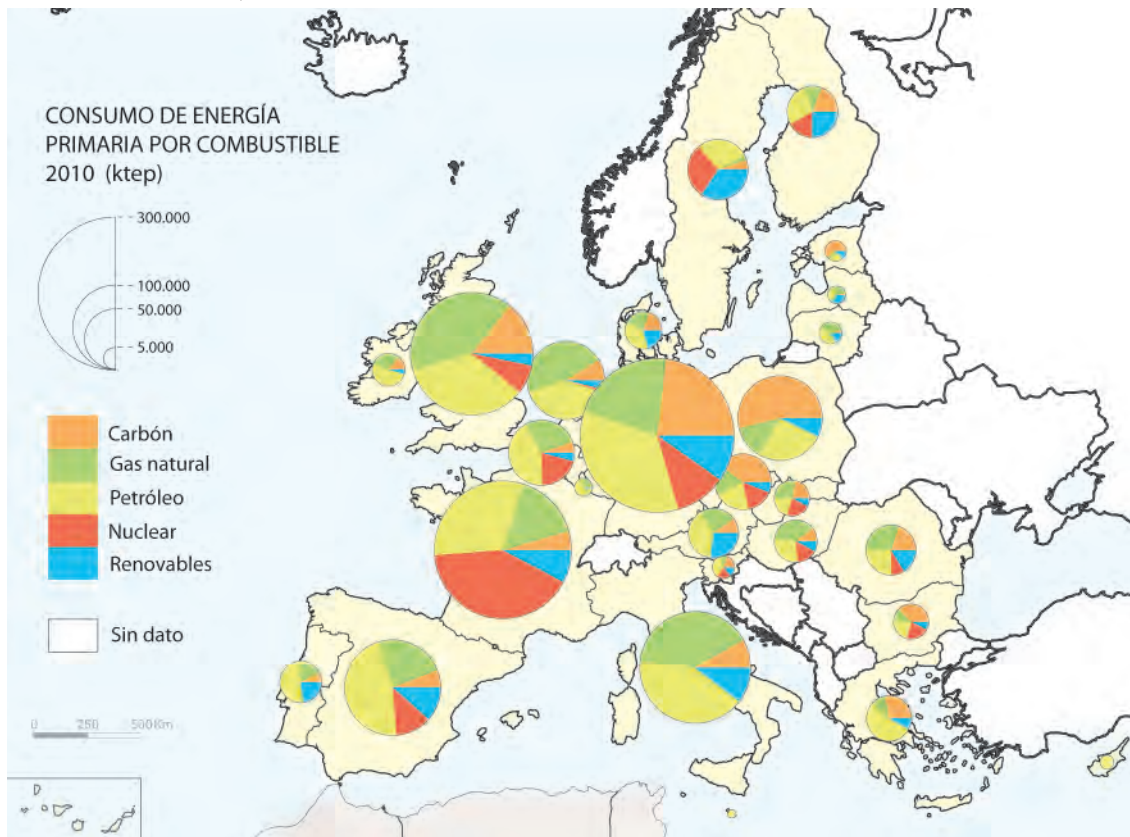 CONSUMO DE ENERGÍA
PRIMARIA POR COMBUSTIBLE
2010 (ktep)
300.000
100.000
50.000
5.000
Carbón
Gas natural
Petróleo
Nuclear
Renovables
Sin dato
0 250 500 Km